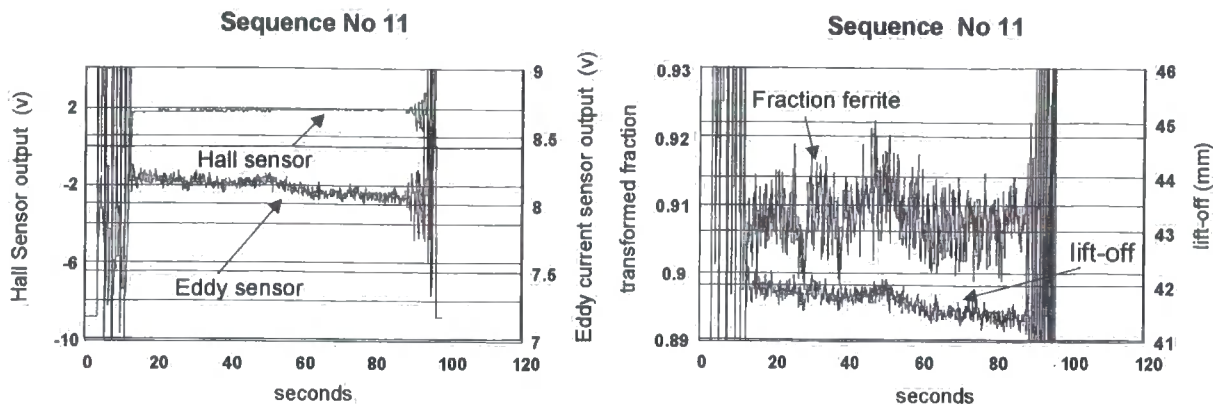 Sequence No 11
Hall Sensor output (v)
2
-2
-6
-10
9
8.5
8
7.5
7
Eddy current sensor output (v)
Hall sensor
Eddy sensor
0 20 40 60 80 100 120
seconds
Sequence No 11
transformed fraction
0.93
0.92
0.91
0.9
0.89
46
45
44
43
42
41
lift-off (mm)
Fraction ferrite
lift-off
0 20 40 60 80 100 120
seconds